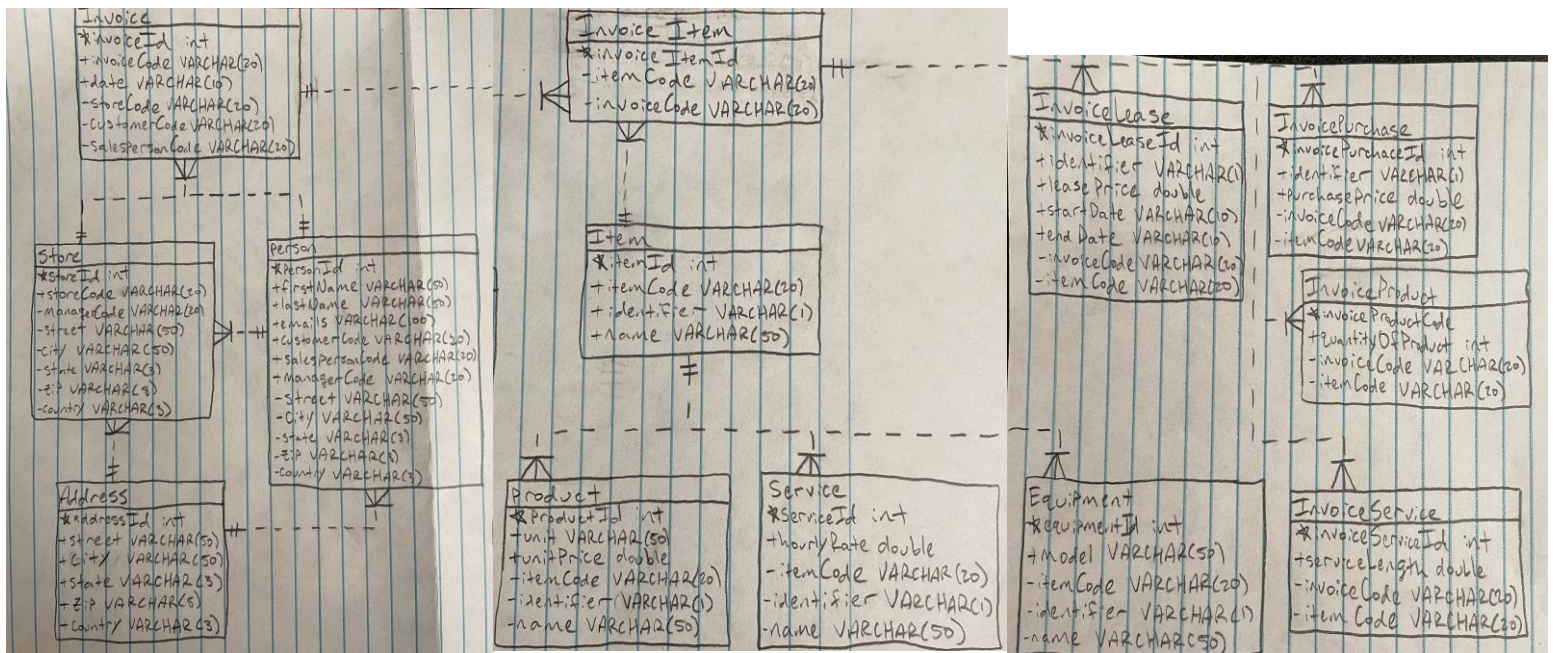 Invoice
*invoiceId int
+invoiceCode VARCHAR(20)
+date VARCHAR(10)
-storeCode VARCHAR(20)
-customerCode VARCHAR(20)
-salespersonCode VARCHAR(20)
Store
*storeId int
+storeCode VARCHAR(20)
-managerCode VARCHAR(20)
-street VARCHAR(50)
-city VARCHAR(50)
-state VARCHAR(3)
-zip VARCHAR(8)
-country VARCHAR(3)
Person
*PersonId int
+firstName VARCHAR(50)
+lastName VARCHAR(50)
+emails VARCHAR(100)
+customerCode VARCHAR(20)
+salesPersonCode VARCHAR(20)
+managerCode VARCHAR(20)
-street VARCHAR(50)
-City VARCHAR(50)
-state VARCHAR(3)
-Zip VARCHAR(8)
-country VARCHAR(3)
Address
*addressId int
+street VARCHAR(50)
+City VARCHAR(50)
+state VARCHAR(3)
+Zip VARCHAR(8)
+country VARCHAR(3)
Invoice Item
*invoiceItemId
-itemCode VARCHAR(20)
-invoiceCode VARCHAR(20)
Item
*itemId int
+itemCode VARCHAR(20)
+identifier VARCHAR(1)
+name VARCHAR(50)
Product
*ProductId int
+unit VARCHAR(50)
+unitPrice double
-itemCode VARCHAR(20)
-identifier VARCHAR(1)
-name VARCHAR(50)
Service
*ServiceId int
+hourlyRate double
-itemCode VARCHAR(20)
-identifier VARCHAR(1)
-name VARCHAR(50)
InvoiceLease
*invoiceLeaseId int
+identifier VARCHAR(1)
+leasePrice double
+startDate VARCHAR(10)
+endDate VARCHAR(10)
-invoiceCode VARCHAR(20)
-itemCode VARCHAR(20)
InvoicePurchase
*invoicePurchaceId int
+identifier VARCHAR(1)
+PurchasePrice double
-invoiceCode VARCHAR(20)
-itemCode VARCHAR(20)
InvoiceProduct
*invoiceProductCode
+quantityOfProduct int
-invoiceCode VARCHAR(20)
-itemCode VARCHAR(20)
Equipment
*equipmentId int
+Model VARCHAR(50)
-itemCode VARCHAR(20)
-identifier VARCHAR(1)
-name VARCHAR(50)
InvoiceService
*invoiceServiceId int
+serviceLength double
-invoiceCode VARCHAR(20)
-item Code VARCHAR(20)